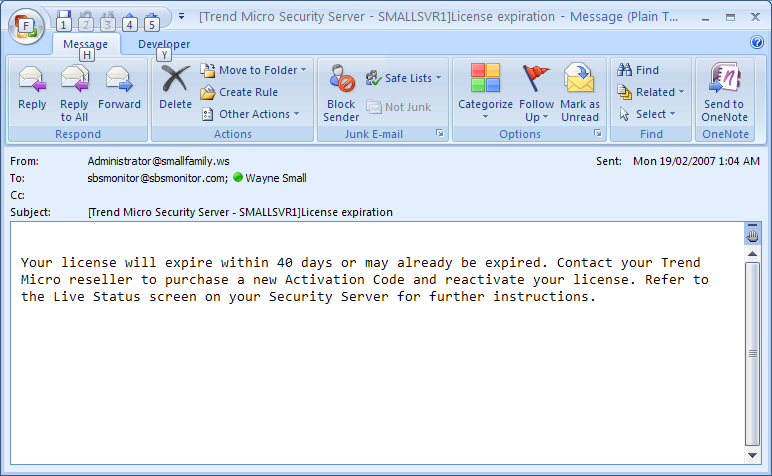 [Trend Micro Security Server - SMALLSVR1]License expiration - Message (Plain T...
F 1 2 3 4 5
Message Developer
H Y
Reply Reply to All Forward
Respond
Delete
Move to Folder
Create Rule
Other Actions
Actions
Block Sender
Safe Lists
Not Junk
Junk E-mail
Categorize Follow Up Mark as Unread
Options
Find
Related
Select
Find
Send to OneNote
OneNote
From: Administrator@smallfamily.ws Sent: Mon 19/02/2007 1:04 AM
To: sbsmonitor@sbsmonitor.com; Wayne Small
Cc:
Subject: [Trend Micro Security Server - SMALLSVR1]License expiration
Your license will expire within 40 days or may already be expired. Contact your Trend
Micro reseller to purchase a new Activation Code and reactivate your license. Refer to
the Live Status screen on your Security Server for further instructions.